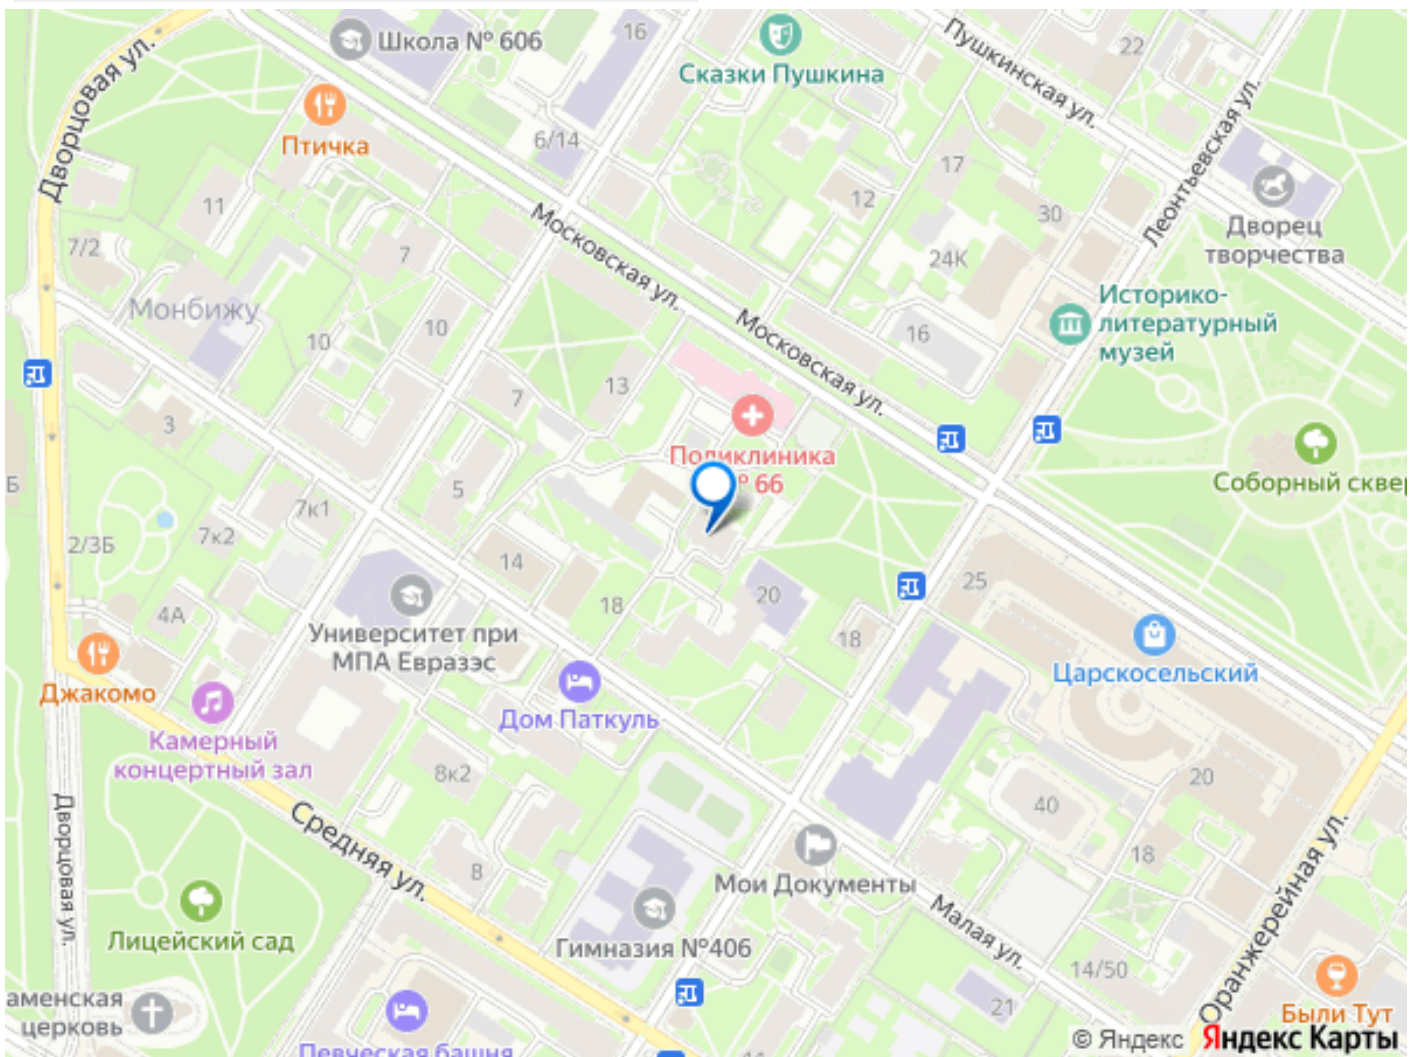 Школа № 606
16
Сказки Пушкина
Пушкинская ул.
22
Дворцовая ул.
Птичка
6/14
Леонтьевская ул.
17
12
30
11
Дворец
творчества
7/2
7
Московская ул.
24К
Монбижу
10
10
Московская ул.
16
Историко-
литературный
музей
13
7
3
Поликлиника
66
Соборный сквер
5
7к1
7к2
2/3Б
14
25
20
18
18
4А
Университет при
МПА Евразэс
Царскосельский
Джакомо
Дом Паткуль
Камерный
концертный зал
8к2
20
40
Дворцовая ул.
Средняя ул.
18
8
Мои Документы
Оранжерейная ул.
Лицейский сад
Гимназия №406
Малая ул.
14/50
21
Были Тут
аменская
церковь
Певческая башня
© Яндекс Яндекс Карты